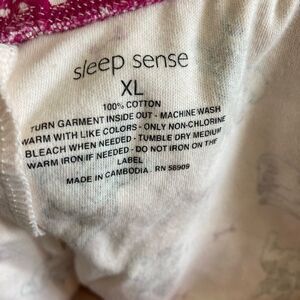 sleep sense
XL
100% COTTON
TURN GARMENT INSIDE OUT - MACHINE WASH
WARM WITH LIKE COLORS - ONLY NON-CHLORINE
BLEACH WHEN NEEDED - TUMBLE DRY MEDIUM
WARM IRON IF NEEDED - DO NOT IRON ON THE
LABEL
MADE IN CAMBODIA. RN 56909